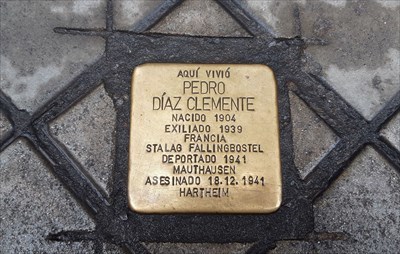 AQUÍ VIVIÓ
PEDRO
DÍAZ CLEMENTE
NACIDO 1904
EXILIADO 1939
FRANCIA
STALAG FALLINGBOSTEL
DEPORTADO 1941
MAUTHAUSEN
ASESINADO 18.12.1941
HARTHEIM